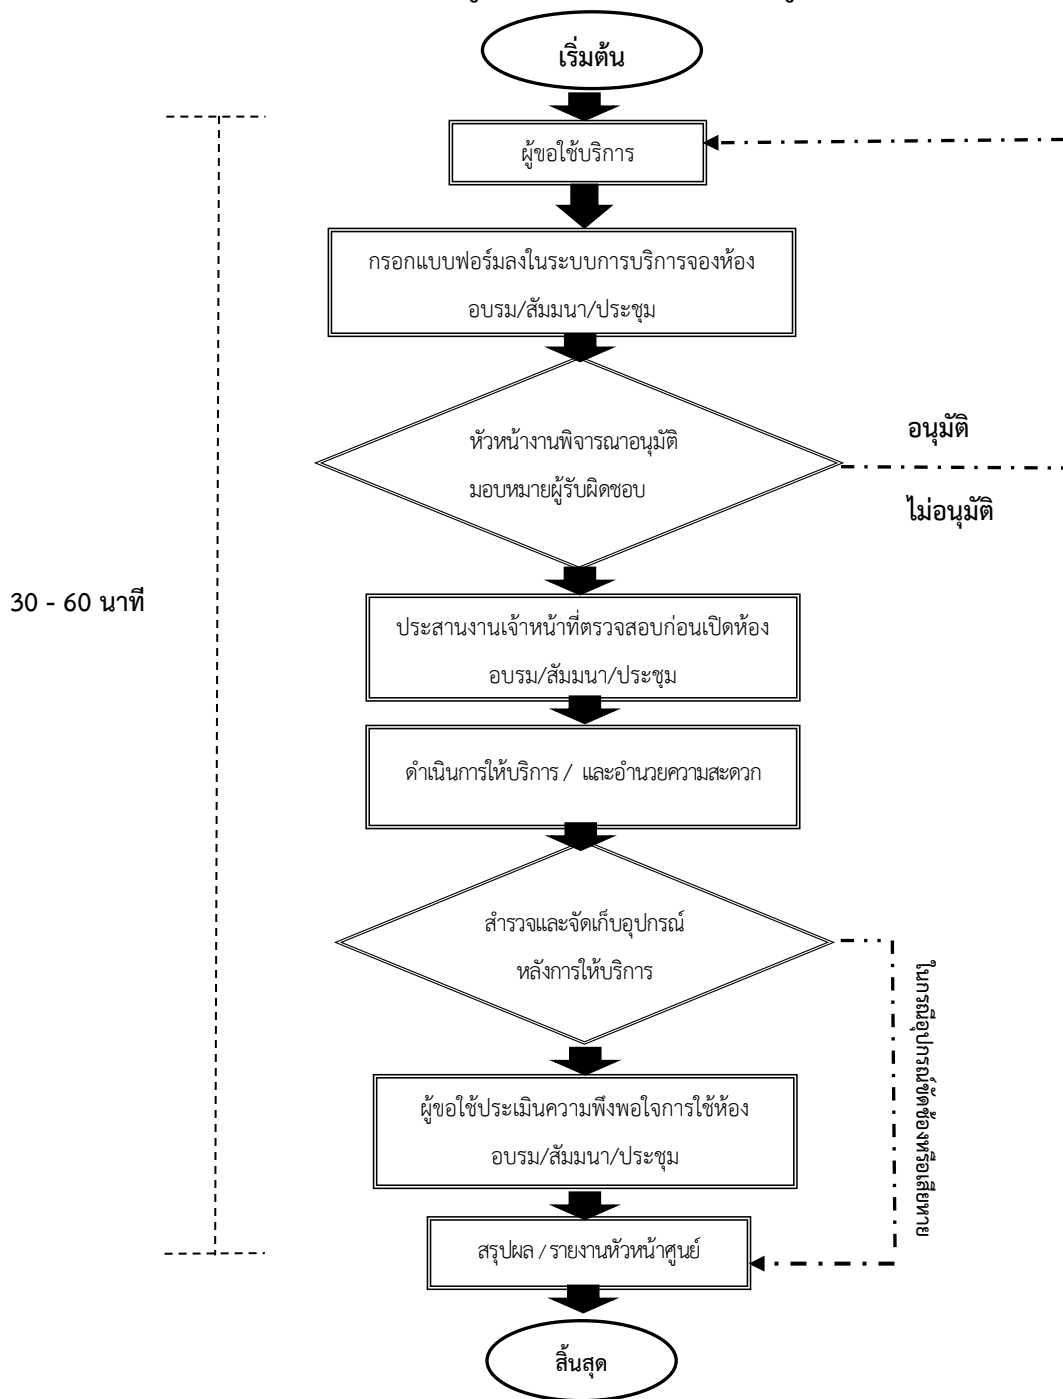 เริ่มต้น
ผู้ขอใช้บริการ
กรอกแบบฟอร์มลงในระบบการบริการจองห้อง
อบรม/สัมมนา/ประชุม
หัวหน้างานพิจารณาอนุมัติ
มอบหมายผู้รับผิดชอบ
อนุมัติ
ไม่อนุมัติ
30 - 60 นาที
ประสานงานเจ้าหน้าที่ตรวจสอบก่อนเปิดห้อง
อบรม/สัมมนา/ประชุม
ดำเนินการให้บริการ / และอำนวยความสะดวก
สำรวจและจัดเก็บอุปกรณ์
หลังการให้บริการ
ในกรณีอุปกรณ์ขัดข้องหรือเสียหาย
ผู้ขอใช้ประเมินความพึงพอใจการใช้ห้อง
อบรม/สัมมนา/ประชุม
สรุปผล / รายงานหัวหน้าศูนย์
สิ้นสุด